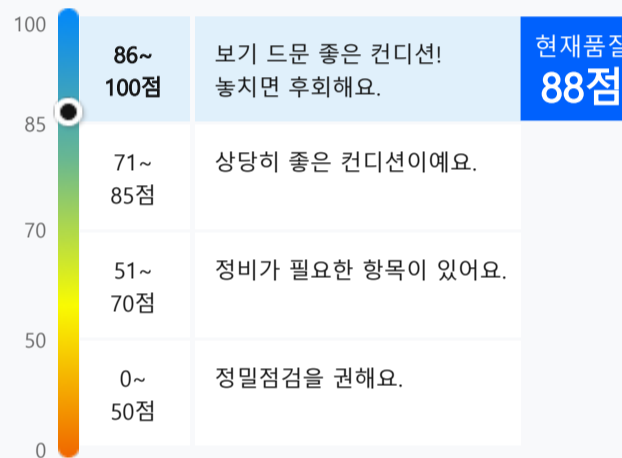 100
86~
100점
보기 드문 좋은 컨디션!
놓치면 후회해요.
현재품질
88점
85
71~
85점
상당히 좋은 컨디션이예요.
70
51~
70점
정비가 필요한 항목이 있어요.
50
0~
50점
정밀점검을 권해요.
0